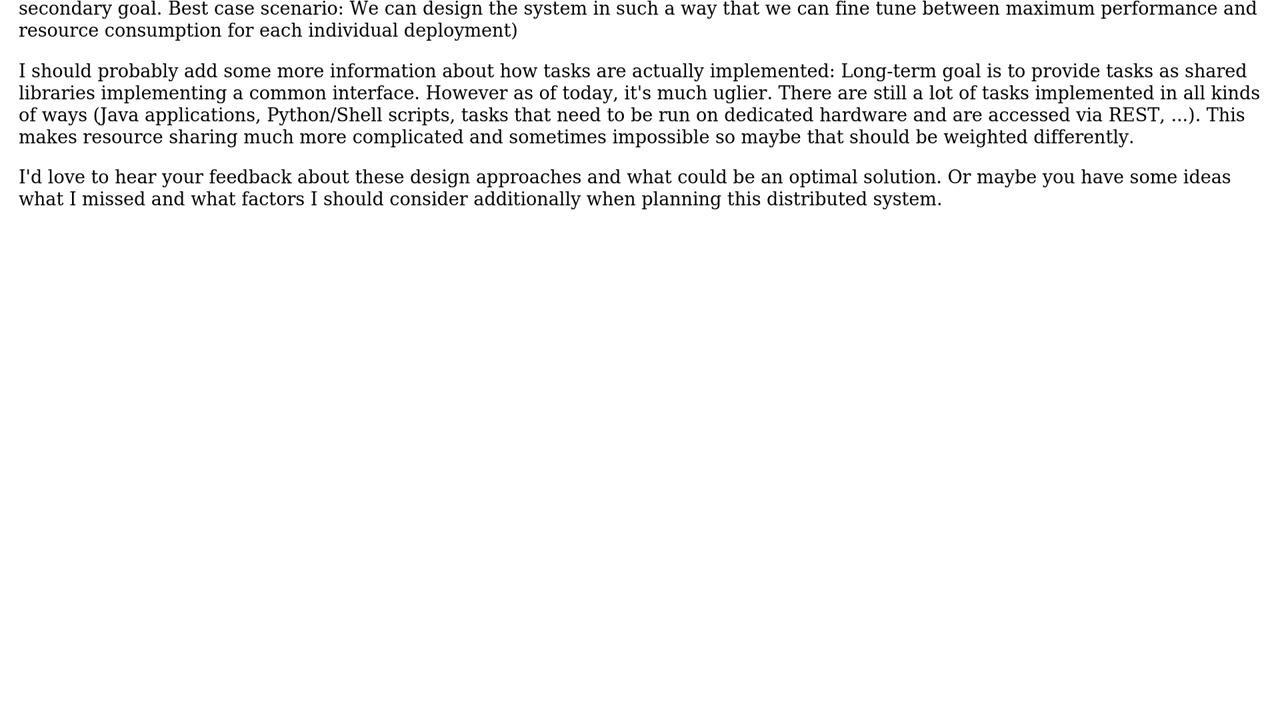 secondary goal. Best case scenario: We can design the system in such a way that we can fine tune between maximum performance and
resource consumption for each individual deployment)
I should probably add some more information about how tasks are actually implemented: Long-term goal is to provide tasks as shared
libraries implementing a common interface. However as of today, it's much uglier. There are still a lot of tasks implemented in all kinds
of ways (Java applications, Python/Shell scripts, tasks that need to be run on dedicated hardware and are accessed via REST, ...). This
makes resource sharing much more complicated and sometimes impossible so maybe that should be weighted differently.
I'd love to hear your feedback about these design approaches and what could be an optimal solution. Or maybe you have some ideas
what I missed and what factors I should consider additionally when planning this distributed system.